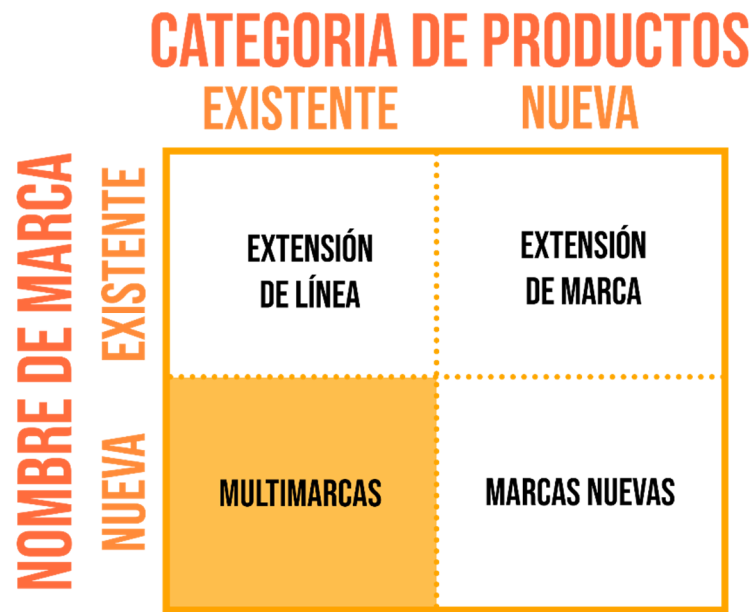 CATEGORIA DE PRODUCTOS
EXISTENTE
NUEVA
NOMBRE DE MARCA
EXISTENTE
EXTENSIÓN
DE LÍNEA
EXTENSIÓN
DE MARCA
NUEVA
MULTIMARCAS
MARCAS NUEVAS